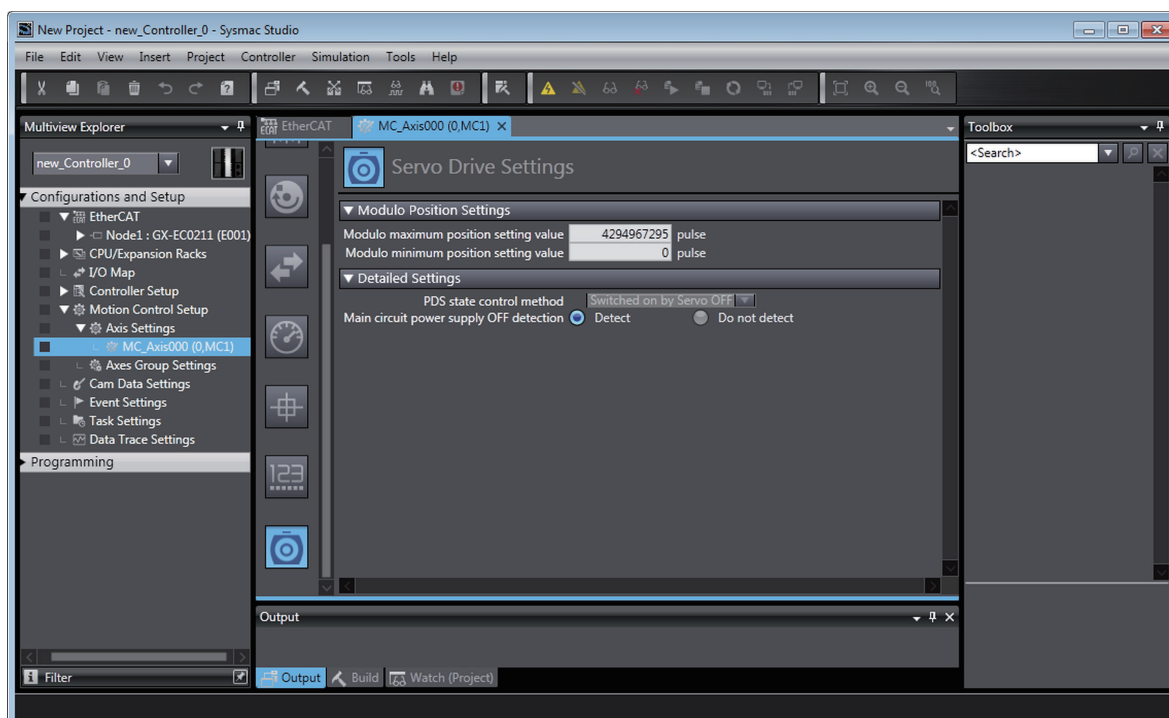 New Project - new_Controller_0 - Sysmac Studio
File Edit View Insert Project Controller Simulation Tools Help
Multiview Explorer
new_Controller_0
Configurations and Setup
EtherCAT
Node1 : GX-EC0211 (E001)
CPU/Expansion Racks
I/O Map
Controller Setup
Motion Control Setup
Axis Settings
MC_Axis000 (0,MC1)
Axes Group Settings
Cam Data Settings
Event Settings
Task Settings
Data Trace Settings
Programming
Filter
EtherCAT
MC_Axis000 (0,MC1)
123
Servo Drive Settings
Modulo Position Settings
Modulo maximum position setting value 4294967295 pulse
Modulo minimum position setting value 0 pulse
Detailed Settings
PDS state control method Switched on by Servo OFF
Main circuit power supply OFF detection Detect Do not detect
Output
Output Build Watch (Project)
Toolbox
<Search>